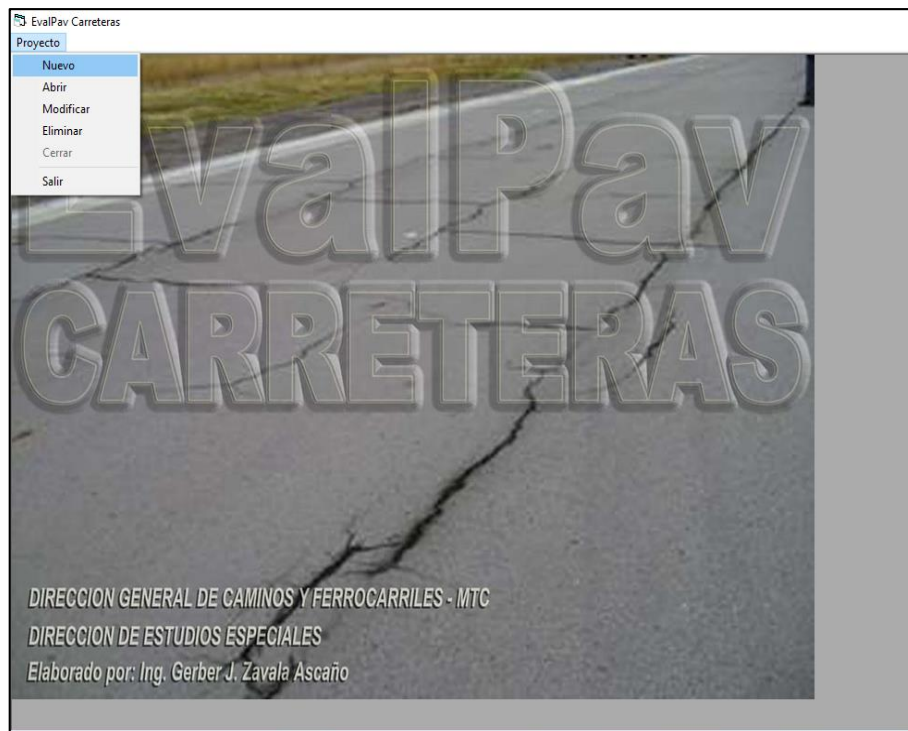 EvalPav Carreteras
Proyecto
Nuevo
Abrir
Modificar
Eliminar
Cerrar
Salir
EvalPav
CARRETERAS
DIRECCION GENERAL DE CAMINOS Y FERROCARRILES - MTC
DIRECCION DE ESTUDIOS ESPECIALES
Elaborado por: Ing. Gerber J. Zavala Ascaño